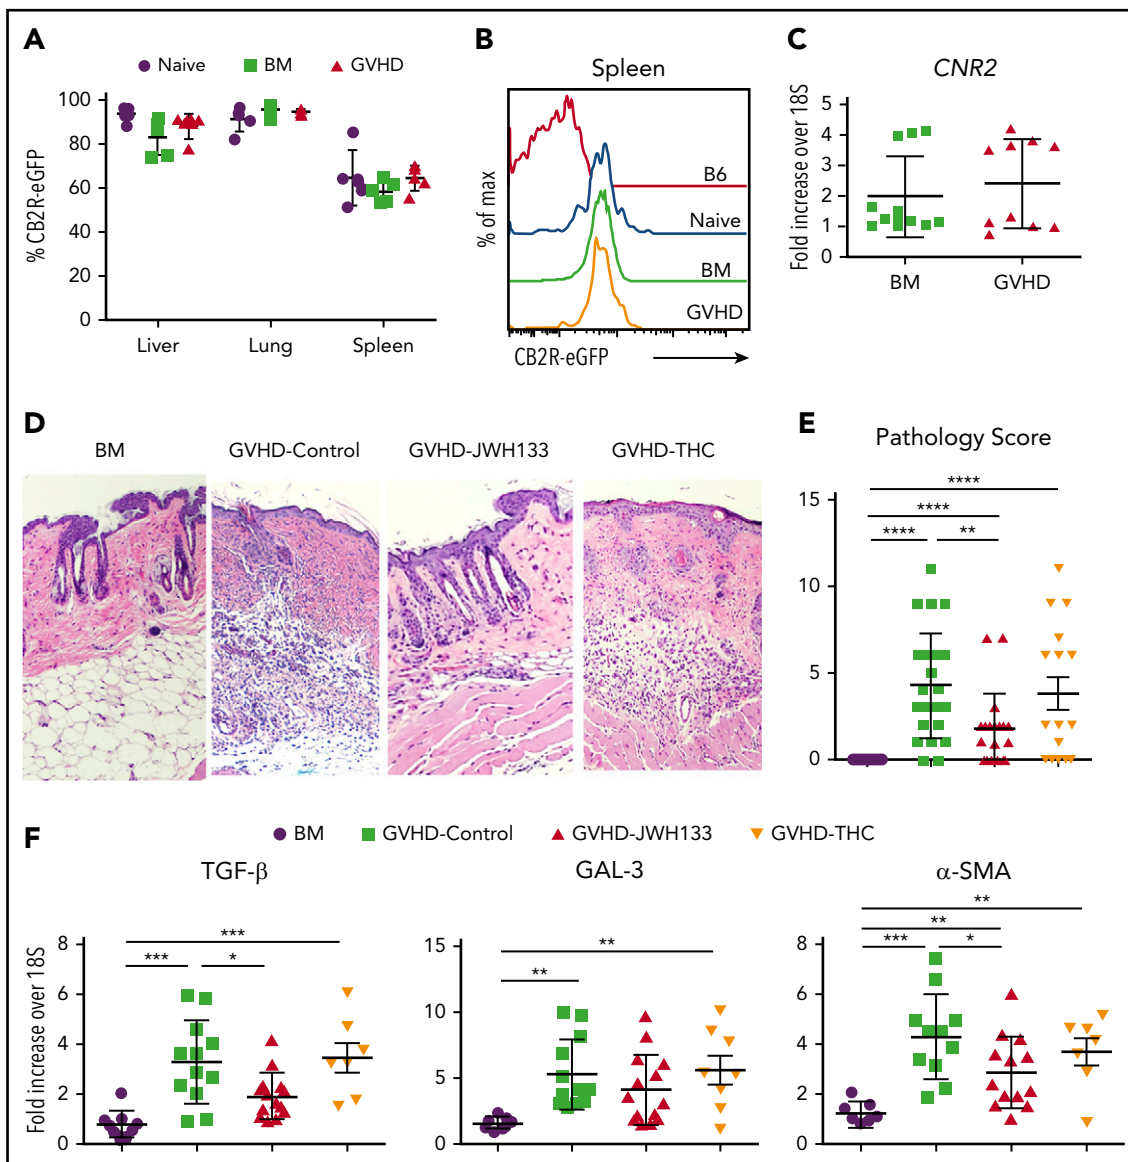 A
Naive BM GVHD
% CB2R-eGFP
100
80
60
40
20
0
Liver Lung Spleen
B
Spleen
% of max
B6
Naive
BM
GVHD
CB2R-eGFP
C
CNR2
Fold increase over 18S
5
4
3
2
1
0
BM GVHD
D
BM GVHD-Control GVHD-JWH133 GVHD-THC
E
Pathology Score
****
****
**** **
15
10
5
0
F
BM GVHD-Control GVHD-JWH133 GVHD-THC
TGF-β
Fold increase over 18S
***
*** *
8
6
4
2
0
GAL-3
**
**
15
10
5
0
α-SMA
**
**
*** *
8
6
4
2
0